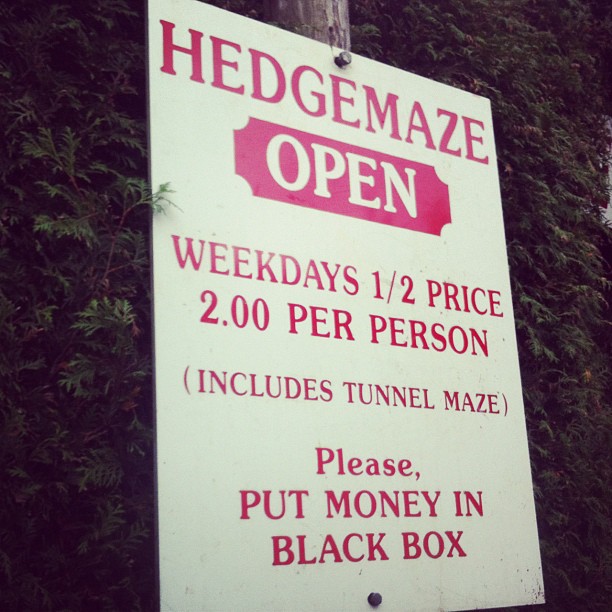 HEDGEMAZE
OPEN
WEEKDAYS 1/2 PRICE
2.00 PER PERSON
(INCLUDES TUNNEL MAZE)
Please,
PUT MONEY IN
BLACK BOX